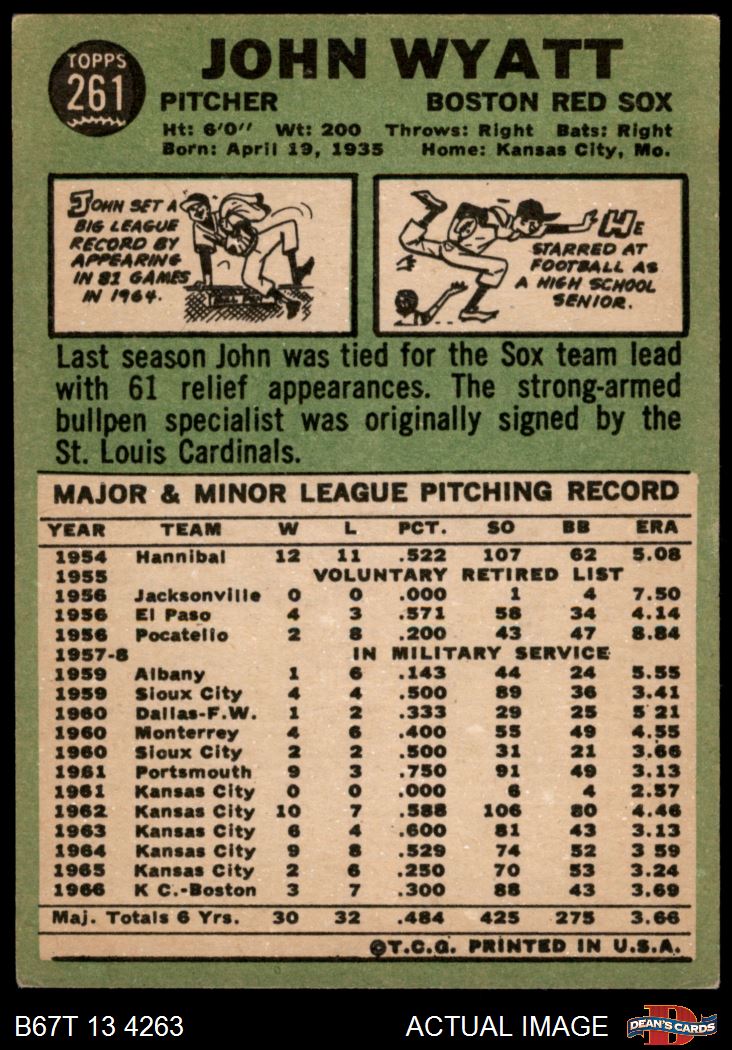 TOPPS
261
JOHN WYATT
PITCHER BOSTON RED SOX
Ht: 6'0" Wt: 200 Throws: Right Bats: Right
Born: April 19, 1935 Home: Kansas City, Mo.
JOHN SET A
BIG LEAGUE
RECORD BY
APPEARING
IN 81 GAMES
IN 1964.
HE
STARRED AT
FOOTBALL AS
A HIGH SCHOOL
SENIOR.
Last season John was tied for the Sox team lead
with 61 relief appearances. The strong-armed
bullpen specialist was originally signed by the
St. Louis Cardinals.
MAJOR & MINOR LEAGUE PITCHING RECORD
YEAR TEAM W L PCT. SO BB ERA
1954 Hannibal 12 11 .522 107 62 5.08
1955 VOLUNTARY RETIRED LIST
1956 Jacksonville 0 0 .000 1 4 7.50
1956 El Paso 4 3 .571 58 34 4.14
1956 Pocatello 2 8 .200 43 47 8.84
1957-8 IN MILITARY SERVICE
1959 Albany 1 6 .143 44 24 5.55
1959 Sioux City 4 4 .500 89 36 3.41
1960 Dallas-F.W. 1 2 .333 29 25 5 21
1960 Monterrey 4 6 .400 55 49 4.55
1960 Sioux City 2 2 .500 31 21 3.66
1961 Portsmouth 9 3 .750 91 49 3.13
1961 Kansas City 0 0 .000 6 4 2.57
1962 Kansas City 10 7 .588 106 80 4.46
1963 Kansas City 6 4 .600 81 43 3.13
1964 Kansas City 9 8 .529 74 52 3 59
1965 Kansas City 2 6 .250 70 53 3.24
1966 K C.-Boston 3 7 .300 88 43 3.69
Maj. Totals 6 Yrs. 30 32 .484 425 275 3.66
©T.C.G. PRINTED IN U.S.A.
B67T 13 4263 ACTUAL IMAGE DEAN'S CARDS